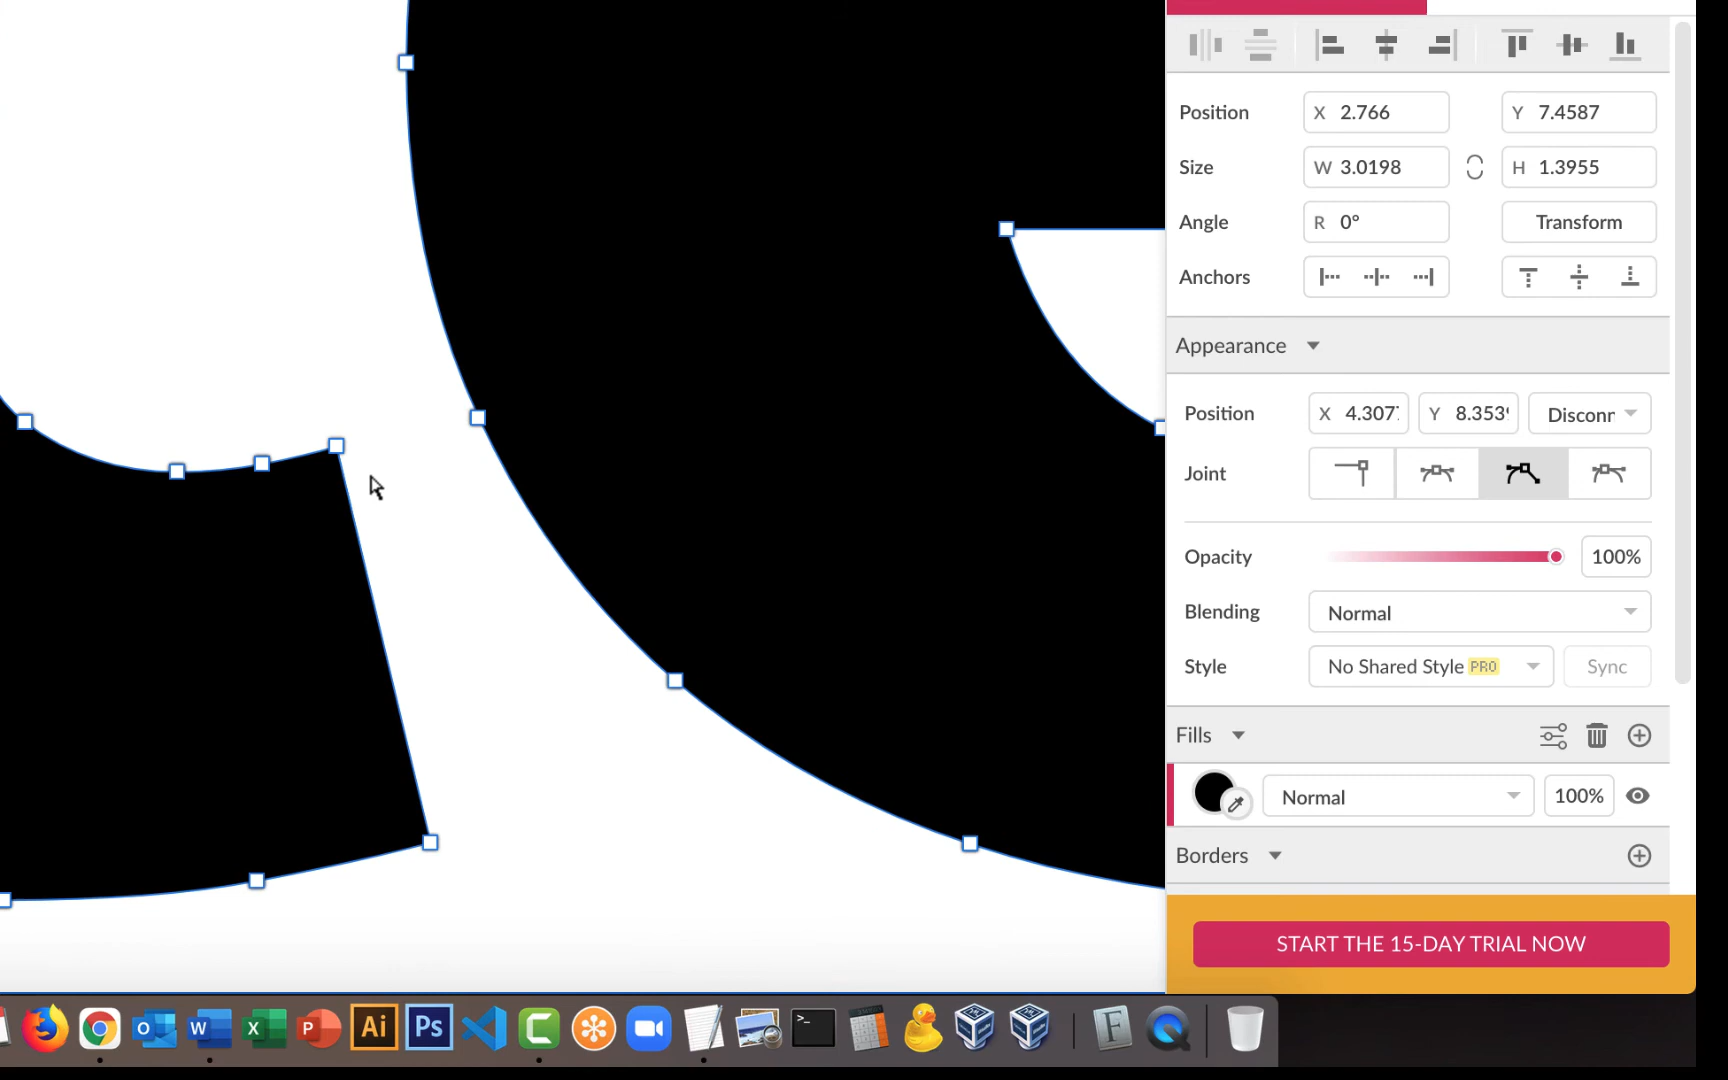 Position X 2.766 Y 7.4587
Size W 3.0198 H 1.3955
Angle R 0° Transform
Anchors
Appearance
Position X 4.307 Y 8.353 Disconr
Joint
Opacity 100%
Blending Normal
Style No Shared Style PRO Sync
Fills
Normal 100%
Borders
START THE 15-DAY TRIAL NOW
O W X P Ai Ps C >_ F